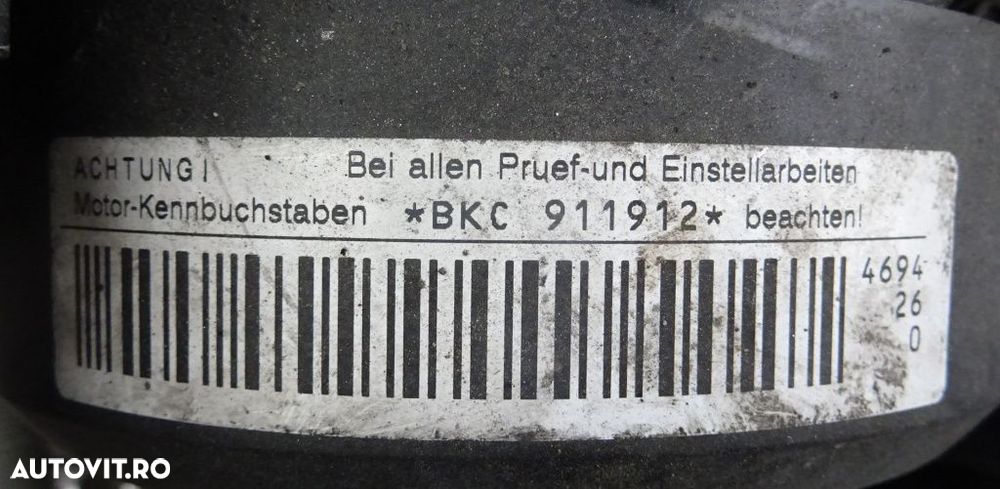 ACHTUNG! Bei allen Pruef-und Einstellarbeiten
Motor-Kennbuchstaben *BKC 911912* beachten!
4694
26
0
AUTOVIT.RO